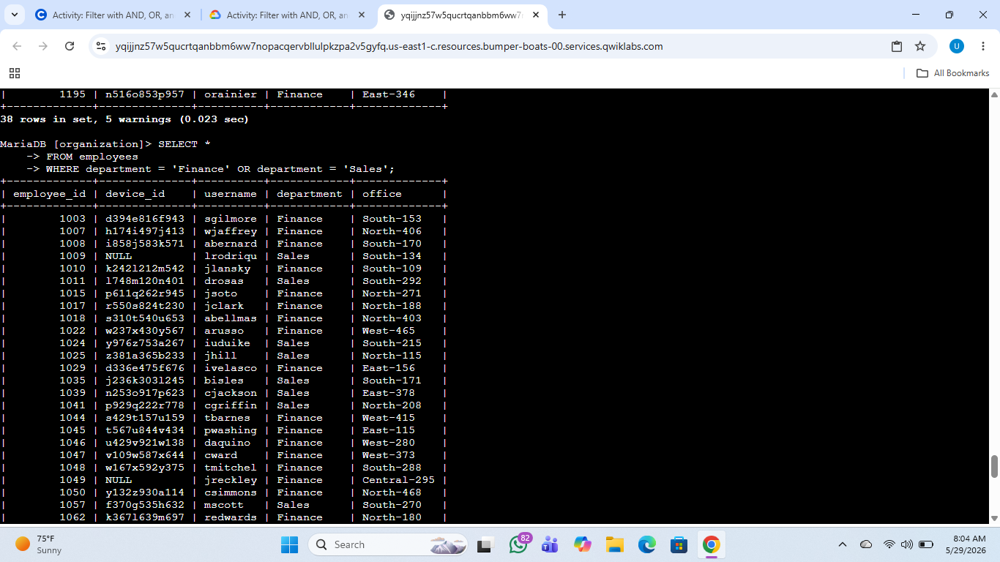 Activity: Filter with AND, OR, an
Activity: Filter with AND, OR, an
yqijjnz57w5qucrtqanbbm6ww7n
yqijjnz57w5qucrtqanbbm6ww7nopacqervbllulpkzpa2v5gyfq.us-east1-c.resources.bumper-boats-00.services.qwiklabs.com
U
All Bookmarks
| 1195 | n516o853p957 | orainier | Finance | East-346 |
+-------------+--------------+----------+------------+-------------+
38 rows in set, 5 warnings (0.023 sec)
MariaDB [organization]> SELECT *
-> FROM employees
-> WHERE department = 'Finance' OR department = 'Sales';
+-------------+--------------+----------+------------+-------------+
| employee_id | device_id | username | department | office |
+-------------+--------------+----------+------------+-------------+
| 1003 | d394e816f943 | sgilmore | Finance | South-153 |
| 1007 | h174i497j413 | wjaffrey | Finance | North-406 |
| 1008 | i858j583k571 | abernard | Finance | South-170 |
| 1009 | NULL | lrodriqu | Sales | South-134 |
| 1010 | k242l212m542 | jlansky | Finance | South-109 |
| 1011 | l748m120n401 | drosas | Sales | South-292 |
| 1015 | p611q262r945 | jsoto | Finance | North-271 |
| 1017 | r550s824t230 | jclark | Finance | North-188 |
| 1018 | s310t540u653 | abellmas | Finance | North-403 |
| 1022 | w237x430y567 | arusso | Finance | West-465 |
| 1024 | y976z753a267 | iuduike | Sales | South-215 |
| 1025 | z381a365b233 | jhill | Sales | North-115 |
| 1029 | d336e475f676 | ivelasco | Finance | East-156 |
| 1035 | j236k303l245 | bisles | Sales | South-171 |
| 1039 | n253o917p623 | cjackson | Sales | East-378 |
| 1041 | p929q222r778 | cgriffin | Sales | North-208 |
| 1044 | s429t157u159 | tbarnes | Finance | West-415 |
| 1045 | t567u844v434 | pwashing | Finance | East-115 |
| 1046 | u429v921w138 | daquino | Finance | West-280 |
| 1047 | v109w587x644 | cward | Finance | West-373 |
| 1048 | w167x592y375 | tmitchel | Finance | South-288 |
| 1049 | NULL | jreckley | Finance | Central-295 |
| 1050 | y132z930a114 | csimmons | Finance | North-468 |
| 1057 | f370g535h632 | mscott | Sales | South-270 |
| 1062 | k367l639m697 | redwards | Finance | North-180 |
75°F
Sunny
Search
82
8:04 AM
5/29/2026